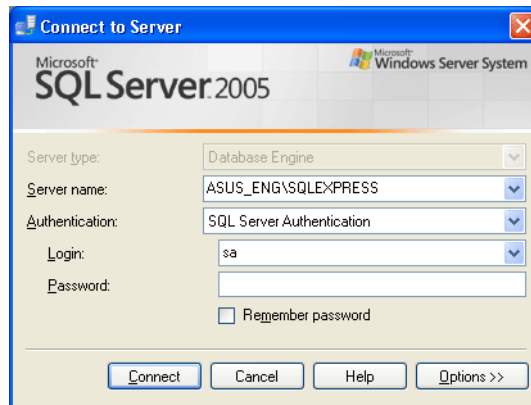 Connect to Server
Microsoft
SQL Server 2005
Microsoft
Windows Server System
Server type:
Database Engine
Server name:
ASUS_ENG\SQLEXPRESS
Authentication:
SQL Server Authentication
Login:
sa
Password:
Remember password
Connect
Cancel
Help
Options >>